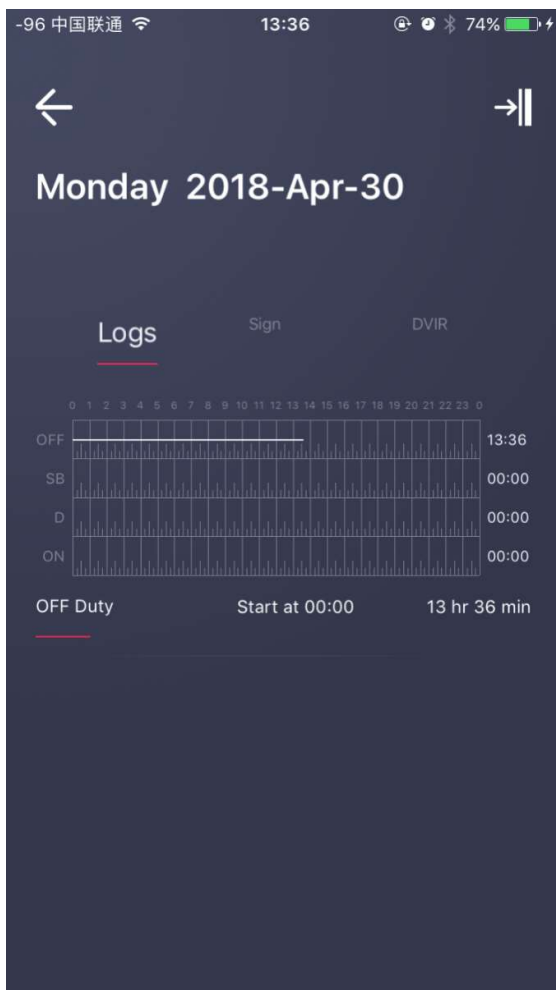 -96 中国联通 13:36 74%
Monday 2018-Apr-30
Logs Sign DVIR
0 1 2 3 4 5 6 7 8 9 10 11 12 13 14 15 16 17 18 19 20 21 22 23 0
OFF 13:36
SB 00:00
D 00:00
ON 00:00
OFF Duty Start at 00:00 13 hr 36 min